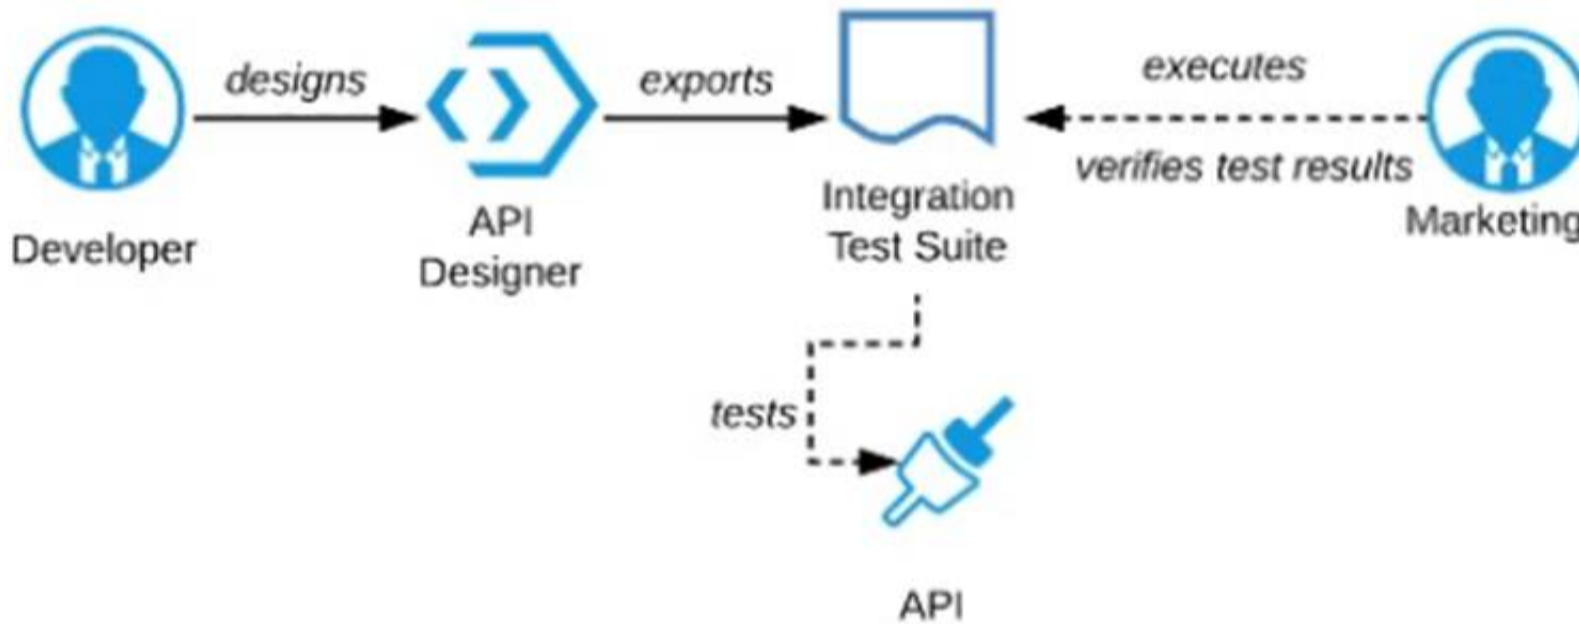 designs
exports
executes
verifies test results
Developer
API
Designer
Integration
Test Suite
Marketing
tests
API